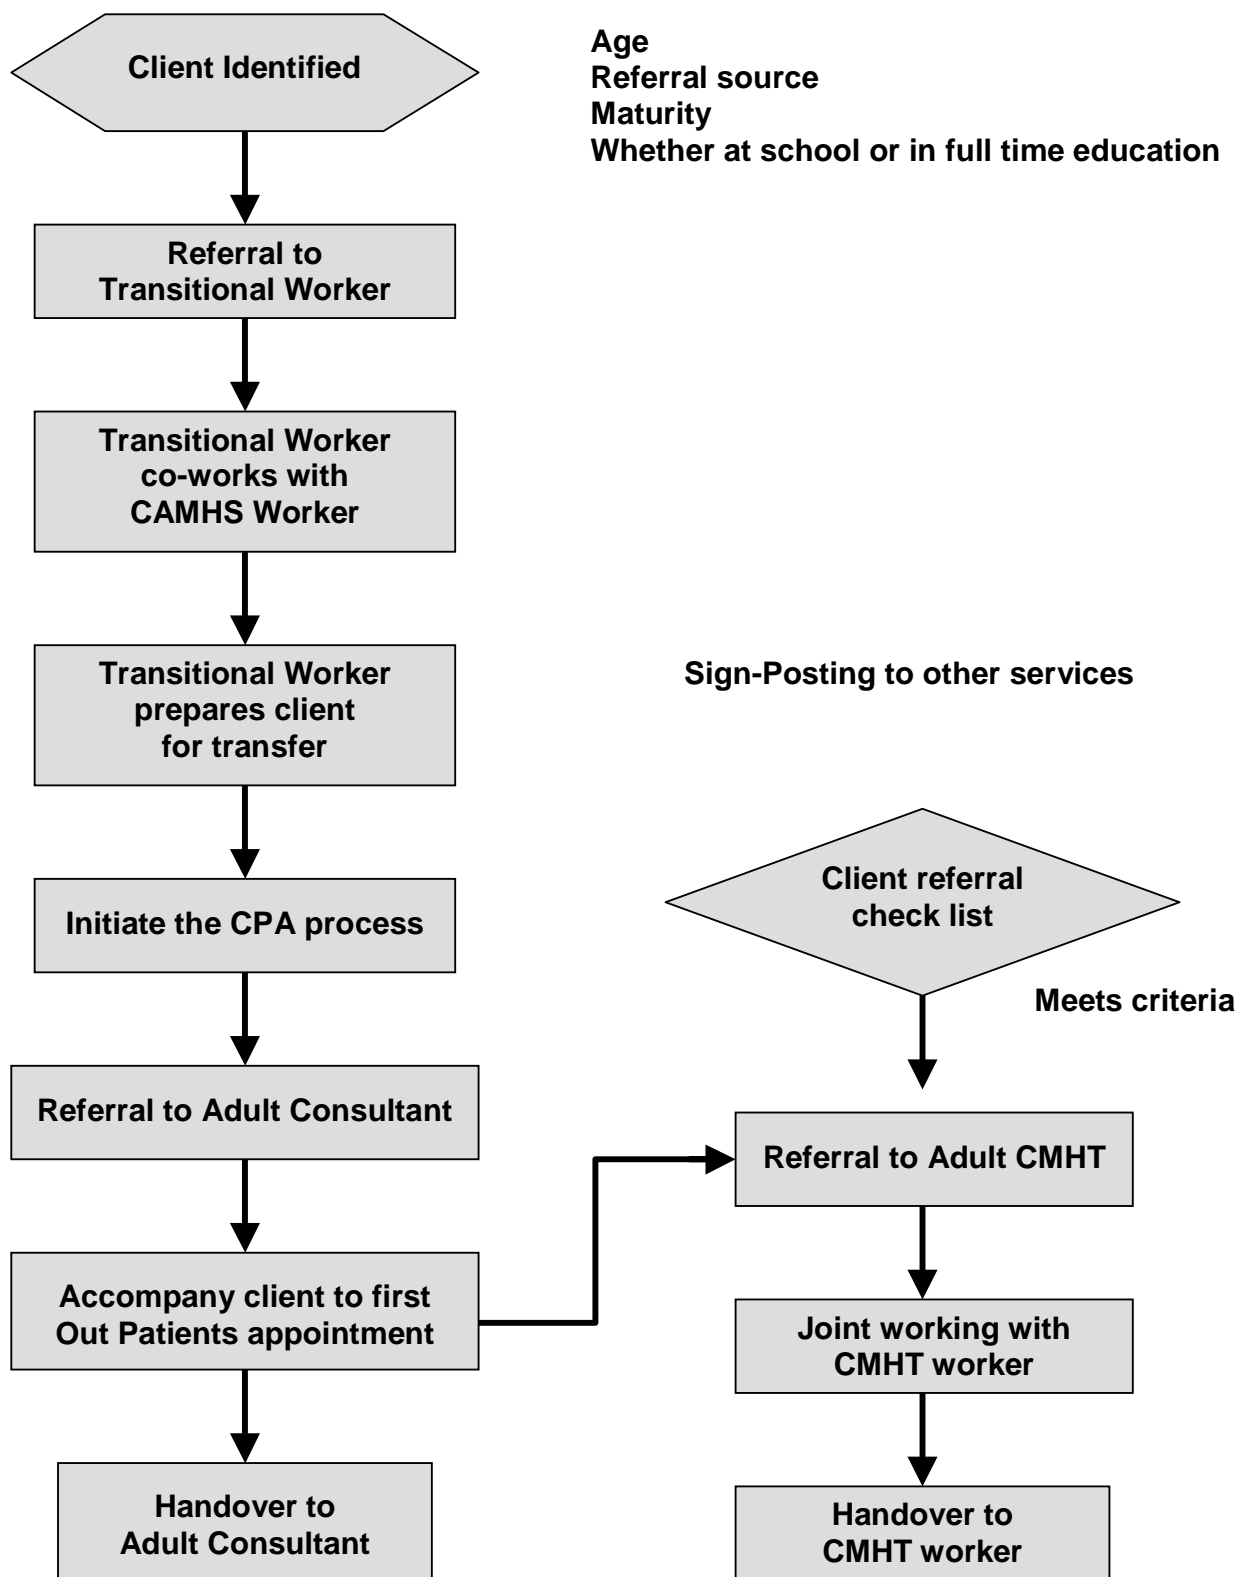 Client Identified
Age
Referral source
Maturity
Whether at school or in full time education
Referral to
Transitional Worker
Transitional Worker
co-works with
CAMHS Worker
Transitional Worker
prepares client
for transfer
Sign-Posting to other services
Initiate the CPA process
Client referral
check list
Meets criteria
Referral to Adult Consultant
Referral to Adult CMHT
Accompany client to first
Out Patients appointment
Joint working with
CMHT worker
Handover to
Adult Consultant
Handover to
CMHT worker